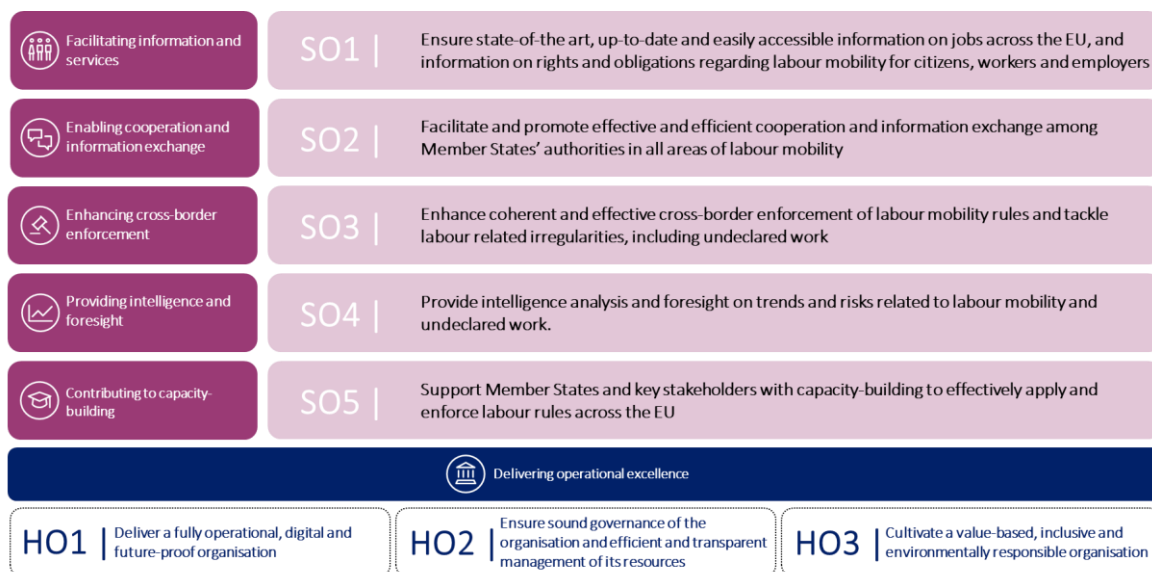 Facilitating information and
services
SO1 |
Ensure state-of-the art, up-to-date and easily accessible information on jobs across the EU, and
information on rights and obligations regarding labour mobility for citizens, workers and employers
Enabling cooperation and
information exchange
SO2 |
Facilitate and promote effective and efficient cooperation and information exchange among
Member States' authorities in all areas of labour mobility
Enhancing cross-border
enforcement
SO3 |
Enhance coherent and effective cross-border enforcement of labour mobility rules and tackle
labour related irregularities, including undeclared work
Providing intelligence and
foresight
SO4 |
Provide intelligence analysis and foresight on trends and risks related to labour mobility and
undeclared work.
Contributing to capacity-
building
SO5 |
Support Member States and key stakeholders with capacity-building to effectively apply and
enforce labour rules across the EU
Delivering operational excellence
HO1
Deliver a fully operational, digital and
future-proof organisation
HO2
Ensure sound governance of the
organisation and efficient and transparent
management of its resources
HO3
Cultivate a value-based, inclusive and
environmentally responsible organisation